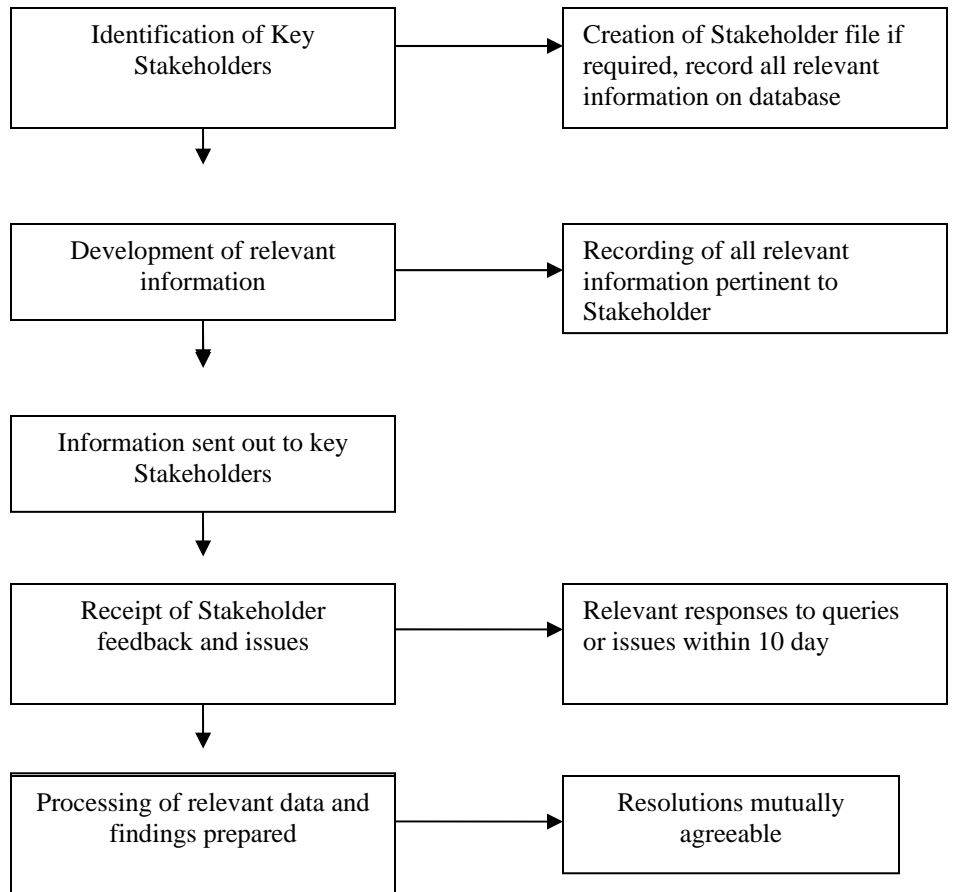 Identification of Key
Stakeholders
Creation of Stakeholder file if
required, record all relevant
information on database
Development of relevant
information
Recording of all relevant
information pertinent to
Stakeholder
Information sent out to key
Stakeholders
Receipt of Stakeholder
feedback and issues
Relevant responses to queries
or issues within 10 day
Processing of relevant data and
findings prepared
Resolutions mutually
agreeable